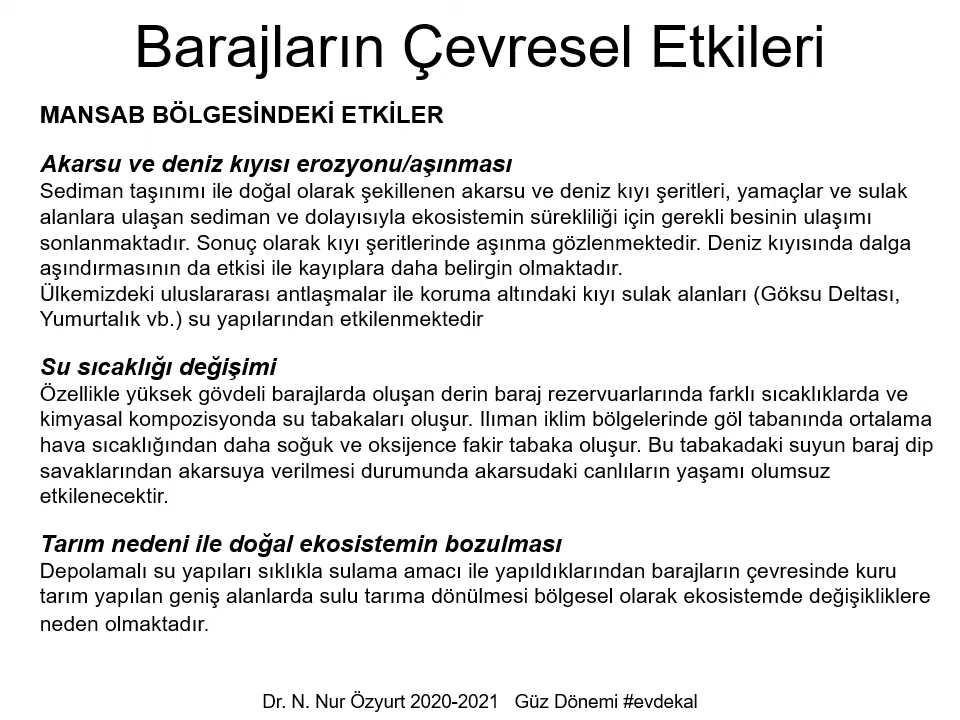 Barajların Çevresel Etkileri
MANSAB BÖLGESİNDEKİ ETKİLER
Akarsu ve deniz kıyısı erozyonu/aşınması
Sediman taşınımı ile doğal olarak şekillenen akarsu ve deniz kıyı şeritleri, yamaçlar ve sulak
alanlara ulaşan sediman ve dolayısıyla ekosistemin sürekliliği için gerekli besinin ulaşımı
sonlanmaktadır. Sonuç olarak kıyı şeritlerinde aşınma gözlenmektedir. Deniz kıyısında dalga
aşındırmasının da etkisi ile kayıplara daha belirgin olmaktadır.
Ülkemizdeki uluslararası antlaşmalar ile koruma altındaki kıyı sulak alanları (Göksu Deltası,
Yumurtalık vb.) su yapılarından etkilenmektedir
Su sıcaklığı değişimi
Özellikle yüksek gövdeli barajlarda oluşan derin baraj rezervuarlarında farklı sıcaklıklarda ve
kimyasal kompozisyonda su tabakaları oluşur. Ilıman iklim bölgelerinde göl tabanında ortalama
hava sıcaklığından daha soğuk ve oksijence fakir tabaka oluşur. Bu tabakadaki suyun baraj dip
savaklarından akarsuya verilmesi durumunda akarsudaki canlıların yaşamı olumsuz
etkilenecektir.
Tarım nedeni ile doğal ekosistemin bozulması
Depolamalı su yapıları sıklıkla sulama amacı ile yapıldıklarından barajların çevresinde kuru
tarım yapılan geniş alanlarda sulu tarıma dönülmesi bölgesel olarak ekosistemde değişikliklere
neden olmaktadır.
Dr. N. Nur Özyurt 2020-2021 Güz Dönemi #evdekal